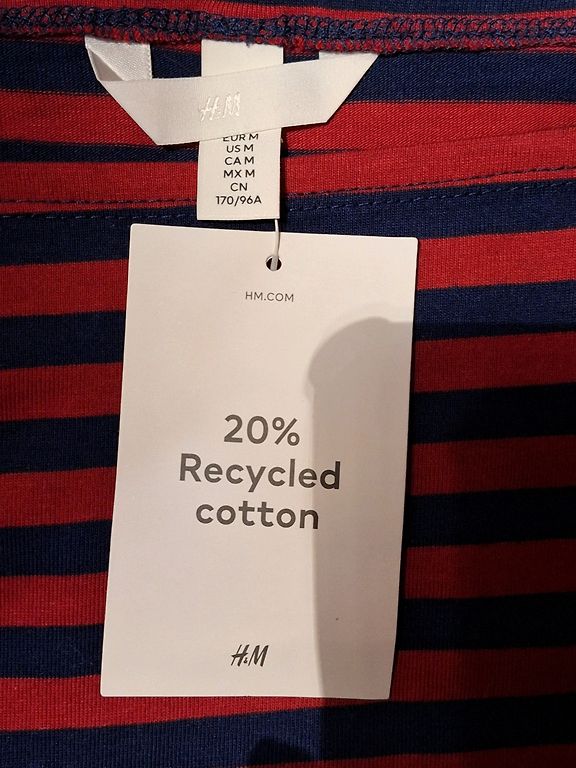 H&M
EUR M
US M
CA M
MX M
CN
170/96A
HM.COM
20%
Recycled
cotton
H&M